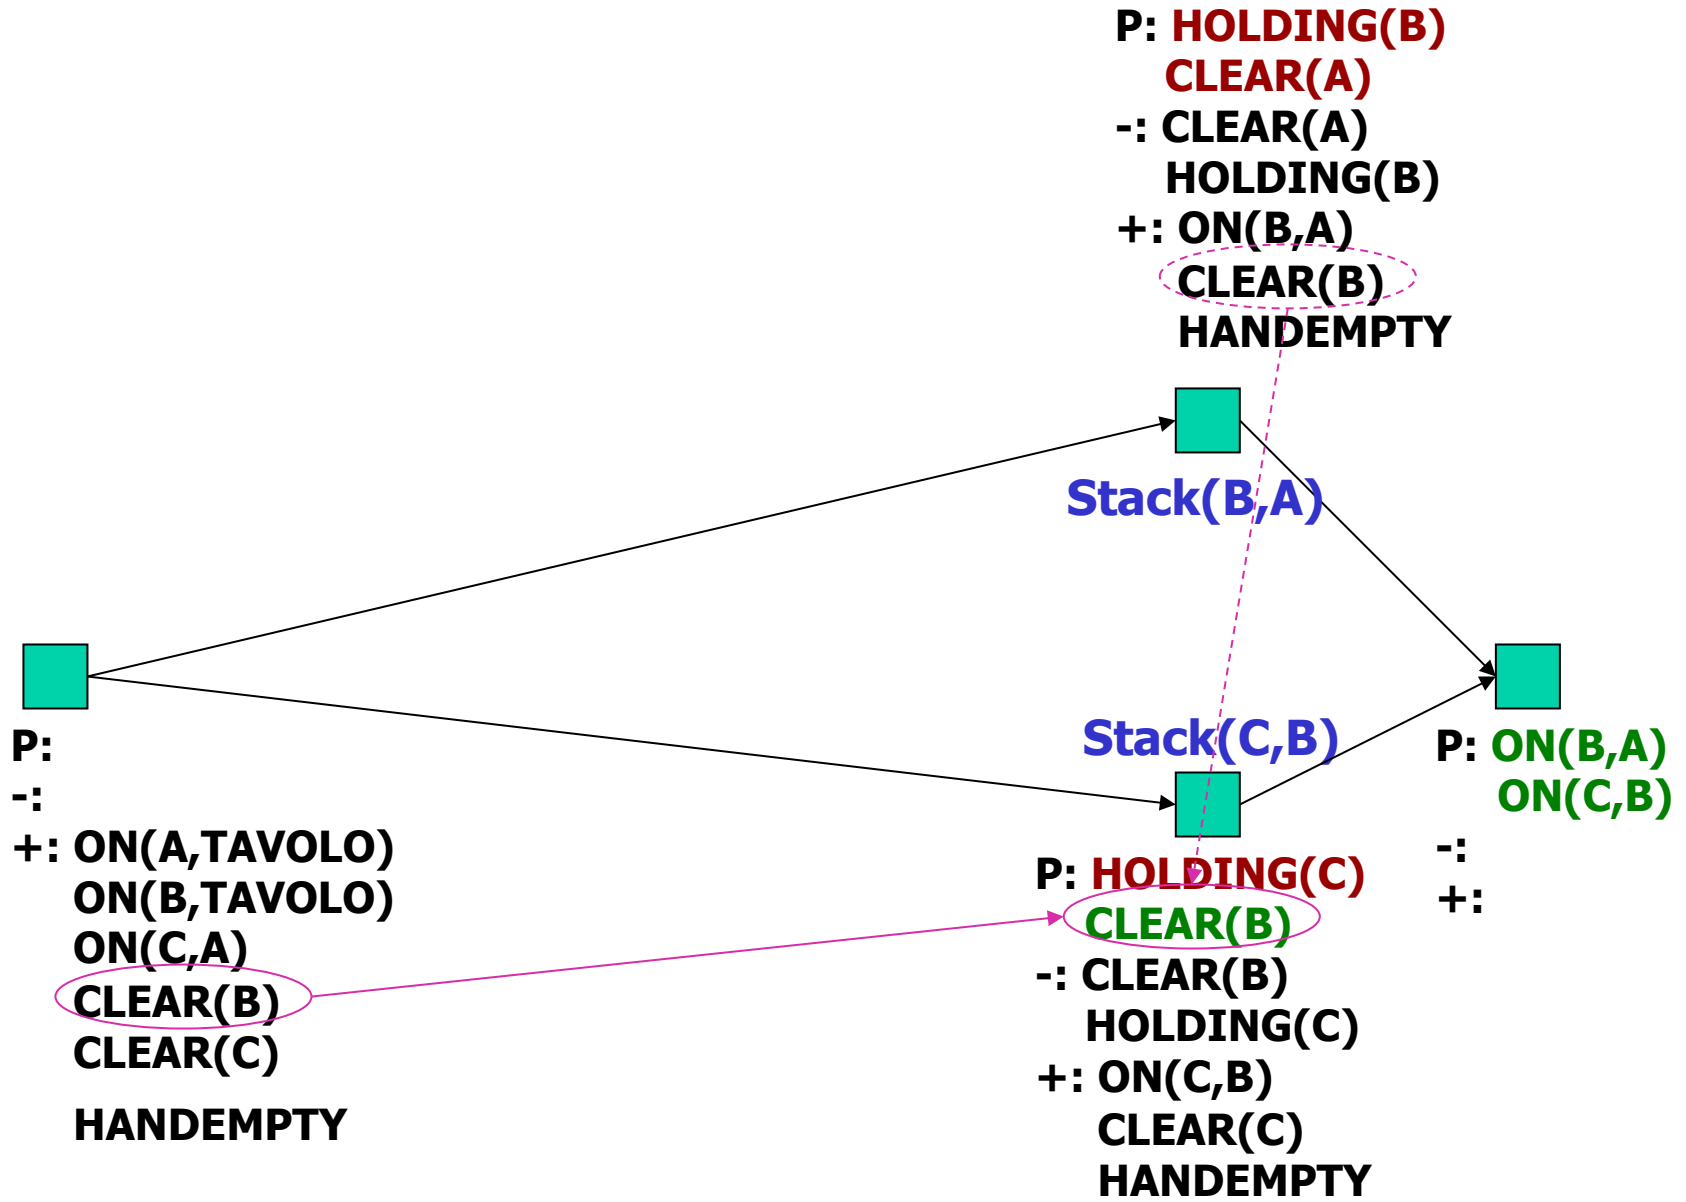 P: HOLDING(B)
CLEAR(A)
-: CLEAR(A)
HOLDING(B)
+: ON(B,A)
CLEAR(B)
HANDEMPTY
Stack(B,A)
Stack(C,B)
P:
-:
+: ON(A,TAVOLO)
ON(B,TAVOLO)
ON(C,A)
CLEAR(B)
CLEAR(C)
HANDEMPTY
P: HOLDING(C)
CLEAR(B)
-: CLEAR(B)
HOLDING(C)
+: ON(C,B)
CLEAR(C)
HANDEMPTY
P: ON(B,A)
ON(C,B)
-:
+: